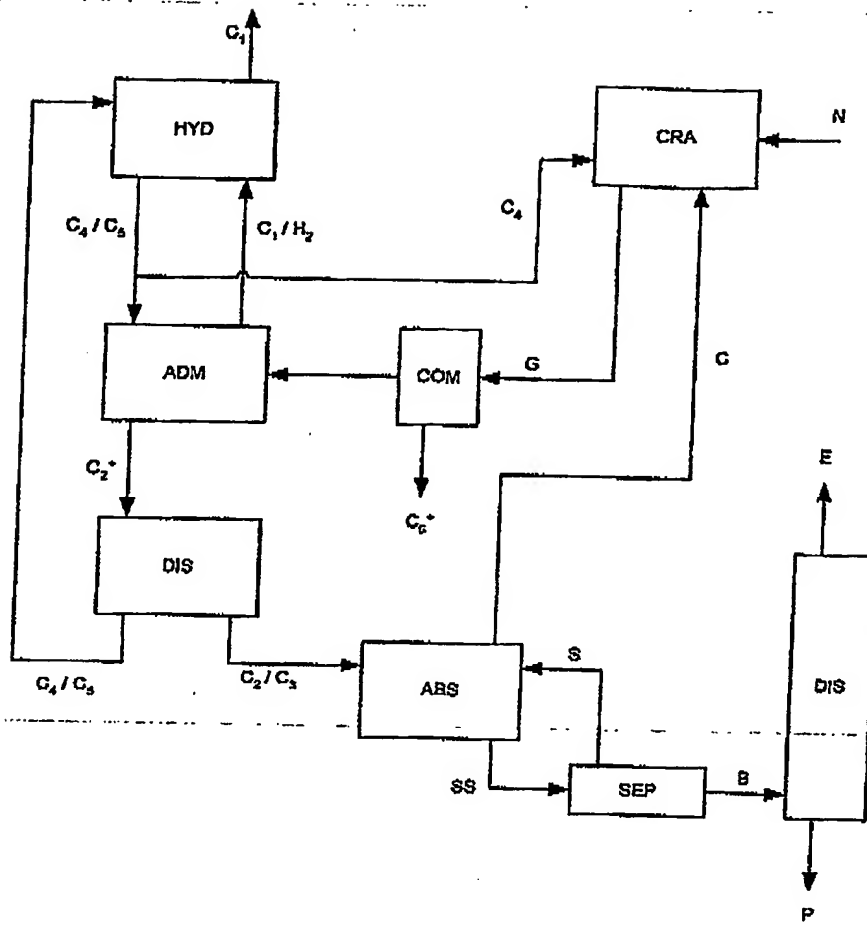 C₁
HYD
CRA
N
C₄ / C₅
C₁ / H₂
C₄
ADM
COM
G
C
C₂⁺
E
DIS
C₄ / C₅
C₂ / C₃
ABS
S
DIS
SS
SEP
B
P